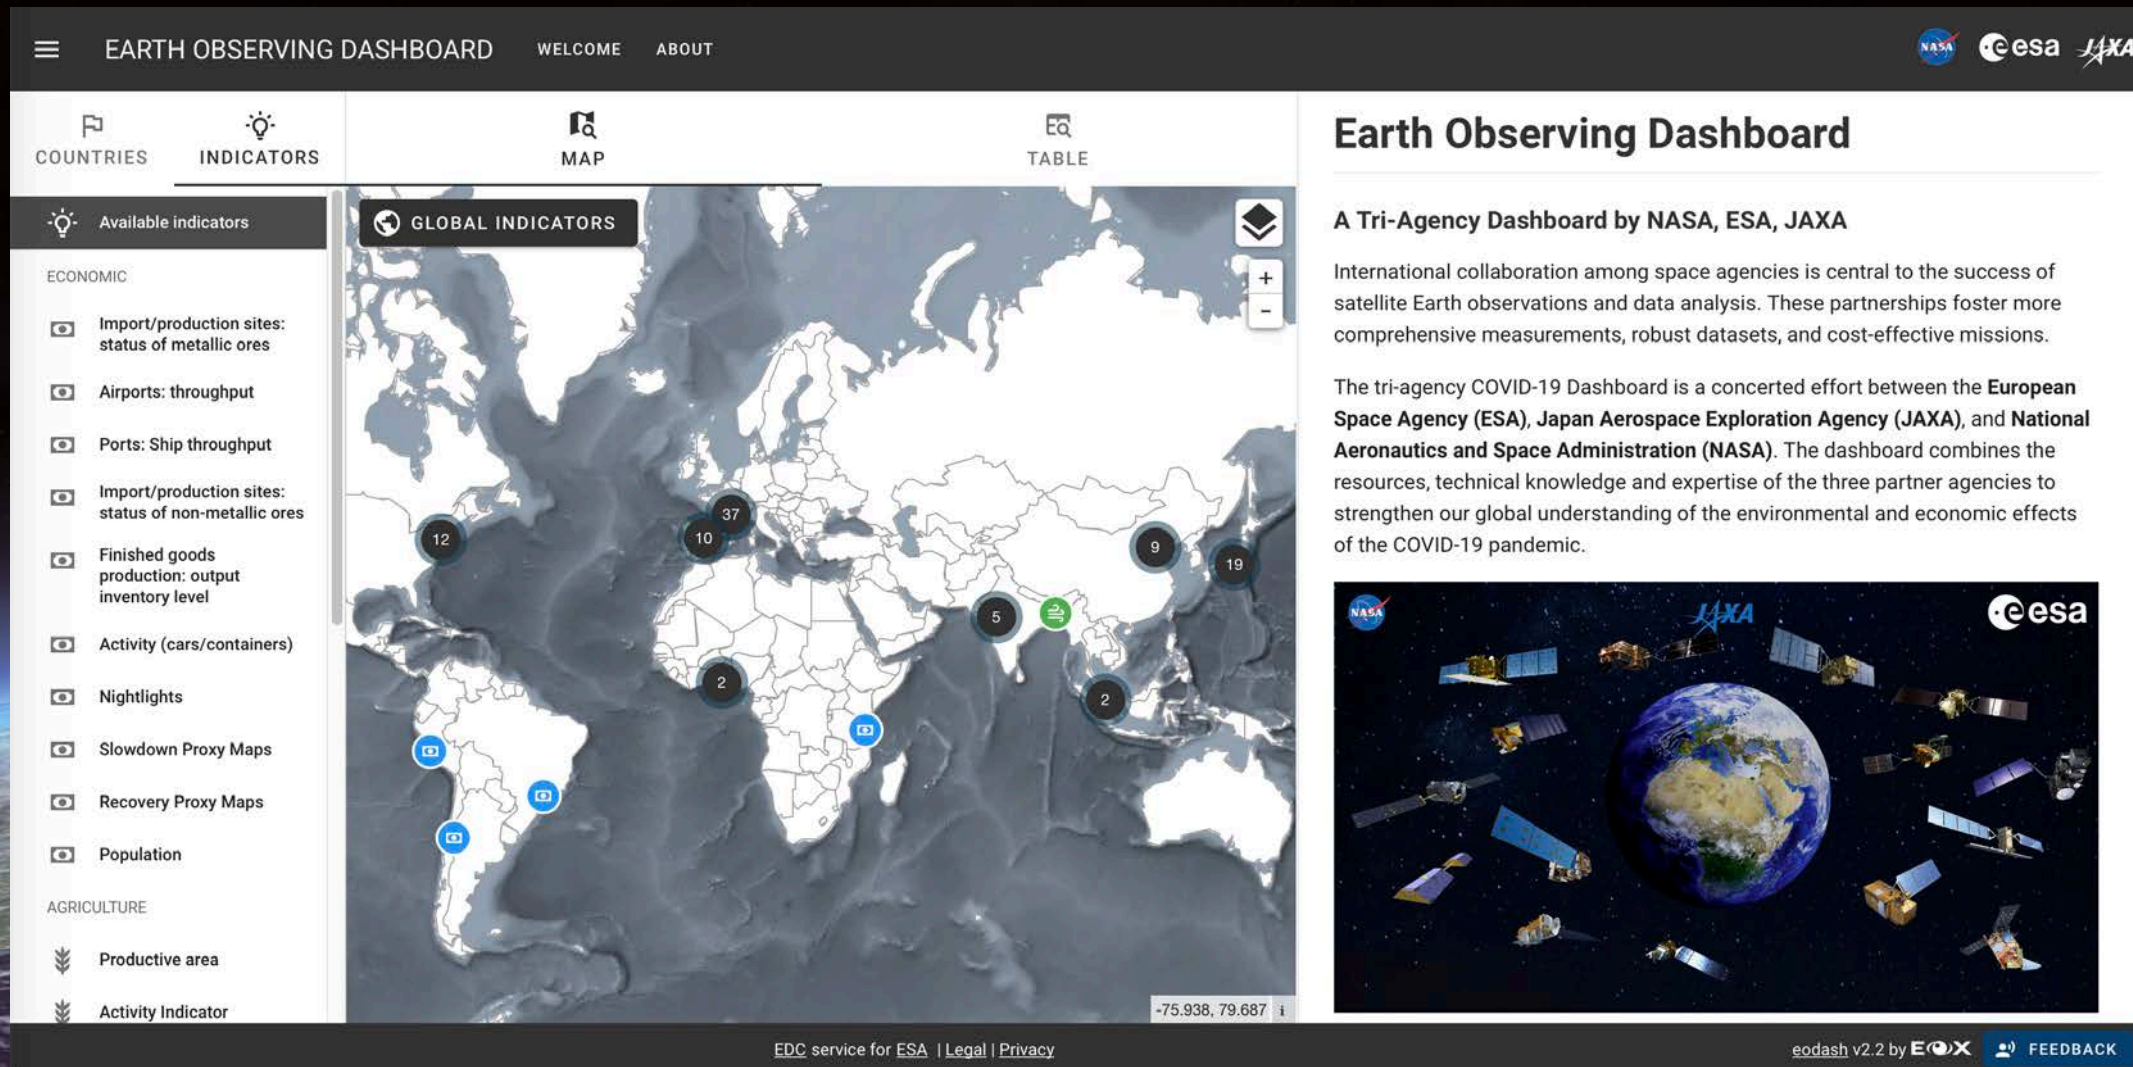 EARTH OBSERVING DASHBOARD
WELCOME
ABOUT
NASA
esa
JAXA
COUNTRIES
INDICATORS
MAP
TABLE
Available indicators
ECONOMIC
Import/production sites:
status of metallic ores
Airports: throughput
Ports: Ship throughput
Import/production sites:
status of non-metallic ores
Finished goods
production: output
inventory level
Activity (cars/containers)
Nightlights
Slowdown Proxy Maps
Recovery Proxy Maps
Population
AGRICULTURE
Productive area
Activity Indicator
GLOBAL INDICATORS
+
-
12
37
10
9
19
5
2
2
-75.938, 79.687 i
Earth Observing Dashboard
A Tri-Agency Dashboard by NASA, ESA, JAXA
International collaboration among space agencies is central to the success of
satellite Earth observations and data analysis. These partnerships foster more
comprehensive measurements, robust datasets, and cost-effective missions.
The tri-agency COVID-19 Dashboard is a concerted effort between the European
Space Agency (ESA), Japan Aerospace Exploration Agency (JAXA), and National
Aeronautics and Space Administration (NASA). The dashboard combines the
resources, technical knowledge and expertise of the three partner agencies to
strengthen our global understanding of the environmental and economic effects
of the COVID-19 pandemic.
NASA
JAXA
esa
EDC service for ESA | Legal | Privacy
eodash v2.2 by EOX
FEEDBACK